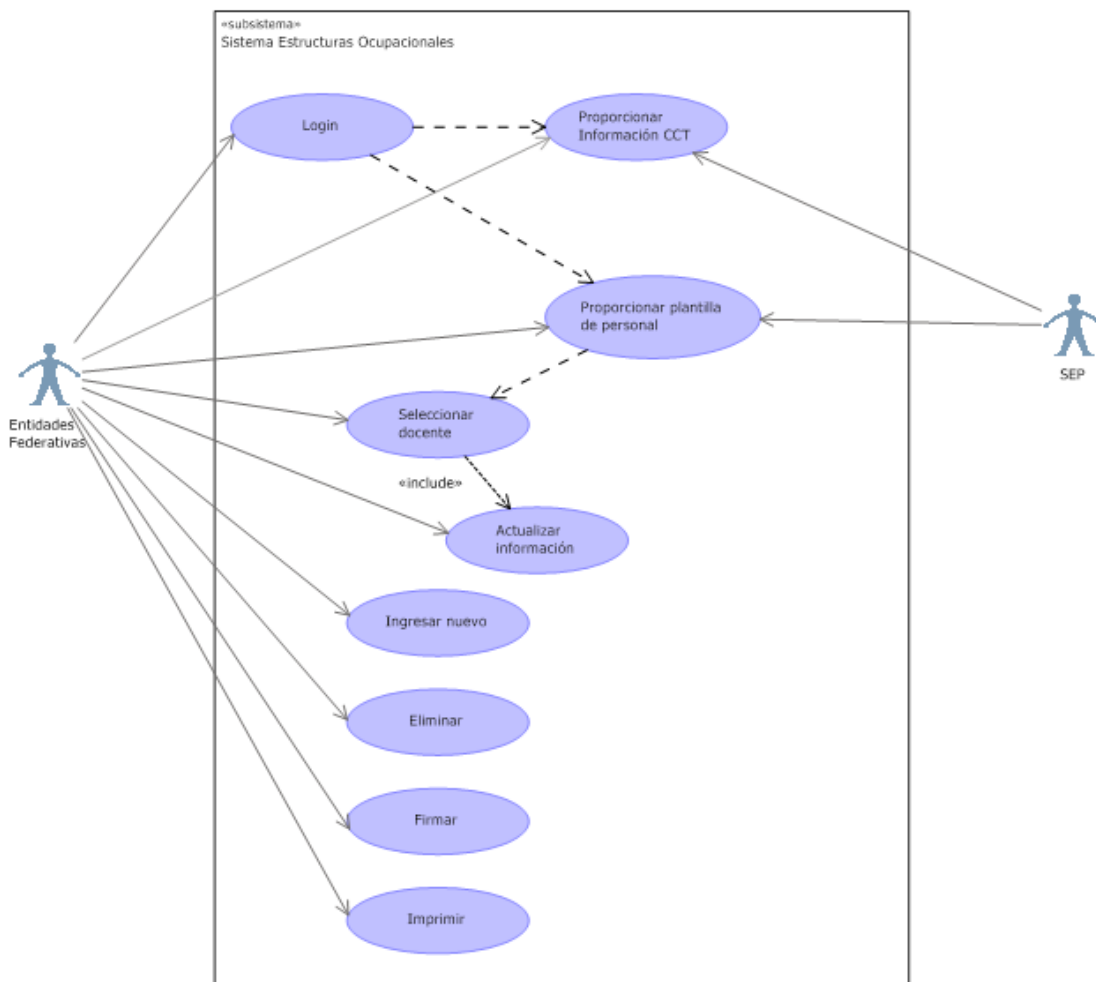 «subsistema»
Sistema Estructuras Ocupacionales
Login
Proporcionar
Información CCT
Proporcionar plantilla
de personal
SEP
Entidades
Federativas
Seleccionar
docente
«include»
Actualizar
información
Ingresar nuevo
Eliminar
Firmar
Imprimir